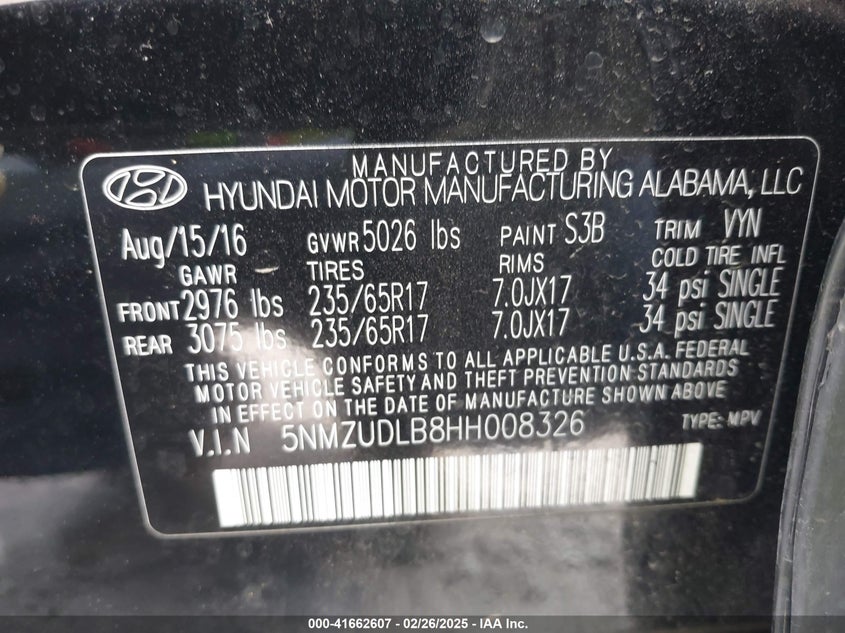 MANUFACTURED BY
HYUNDAI MOTOR MANUFACTURING ALABAMA, LLC
Aug/15/16 GVWR 5026 lbs PAINT S3B TRIM VYN
GAWR TIRES RIMS COLD TIRE INFL
FRONT 2976 lbs 235/65R17 7.0JX17 34 psi SINGLE
REAR 3075 lbs 235/65R17 7.0JX17 34 psi SINGLE
THIS VEHICLE CONFORMS TO ALL APPLICABLE U.S.A. FEDERAL
MOTOR VEHICLE SAFETY AND THEFT PREVENTION STANDARDS
IN EFFECT ON THE DATE OF MANUFACTURE SHOWN ABOVE
V.I.N 5NMZUDLB8HH008326 TYPE: MPV
000-41662607 - 02/26/2025 - IAA Inc.